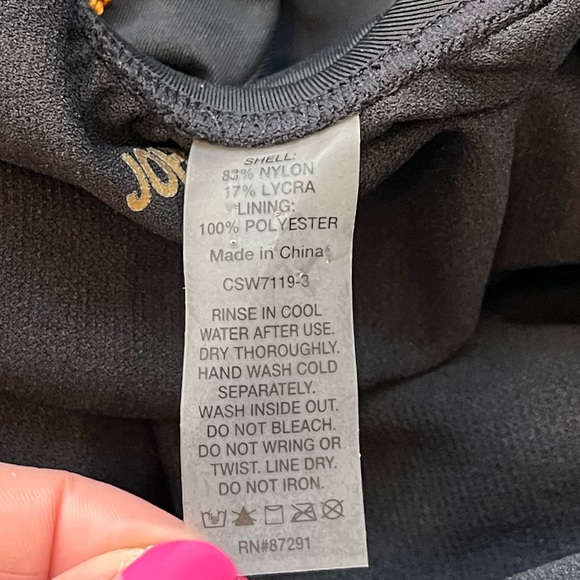 SHELL:
83% NYLON
17% LYCRA
LINING:
100% POLYESTER
Made in China
CSW7119-3
RINSE IN COOL
WATER AFTER USE.
DRY THOROUGHLY.
HAND WASH COLD
SEPARATELY.
WASH INSIDE OUT.
DO NOT BLEACH.
DO NOT WRING OR
TWIST. LINE DRY.
DO NOT IRON.
RN#87291